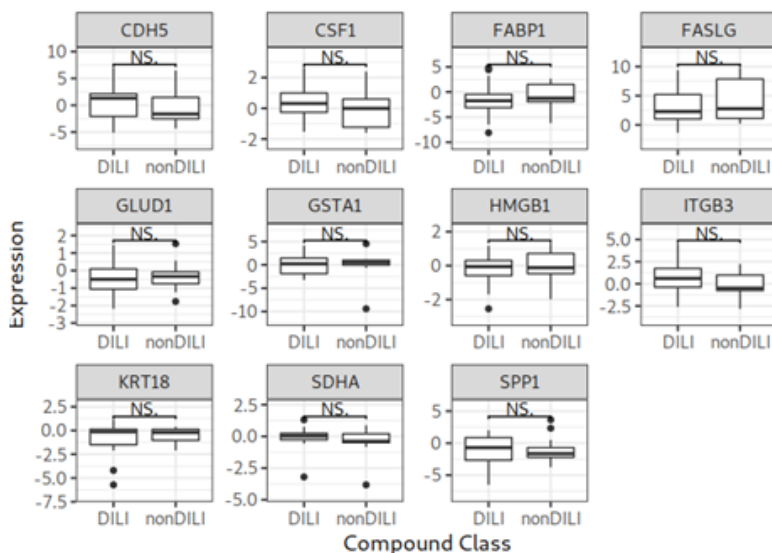 CDH5 CSF1 FABP1 FASLG
10
5
0
-5
NS.
DILI nonDILI
2
0
-2
NS.
DILI nonDILI
5
0
-5
-10
NS.
DILI nonDILI
10
5
0
NS.
DILI nonDILI
Expression
GLUD1 GSTA1 HMGB1 ITGB3
2
1
0
-1
-2
-3
NS.
DILI nonDILI
5
0
-5
-10
NS.
DILI nonDILI
2
0
-2
NS.
DILI nonDILI
5.0
2.5
0.0
-2.5
NS.
DILI nonDILI
KRT18 SDHA SPP1
2.5
0.0
-2.5
-5.0
-7.5
NS.
DILI nonDILI
2.5
0.0
-2.5
-5.0
NS.
DILI nonDILI
5
0
-5
NS.
DILI nonDILI
Compound Class